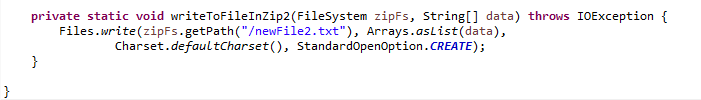 private static void writeToFileInZip2(FileSystem zipFs, String[] data) throws IOException {
Files.write(zipFs.getPath("/newFile2.txt"), Arrays.asList(data),
Charset.defaultCharset(), StandardOpenOption.CREATE);
}
}